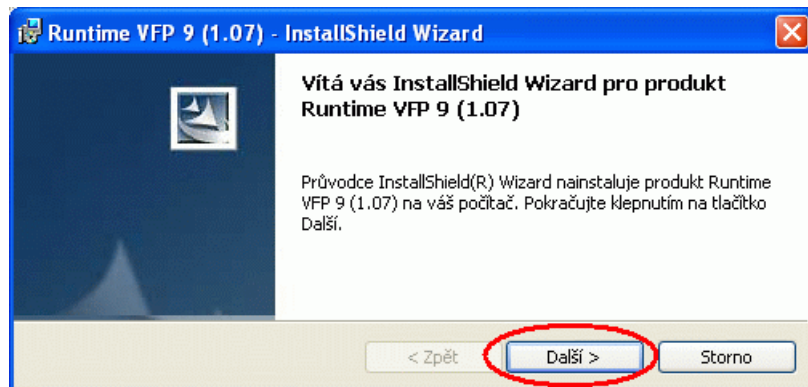 Runtime VFP 9 (1.07) - InstallShield Wizard
Vítá vás InstallShield Wizard pro produkt
Runtime VFP 9 (1.07)
Průvodce InstallShield(R) Wizard nainstaluje produkt Runtime
VFP 9 (1.07) na váš počítač. Pokračujte klepnutím na tlačítko
Další.
< Zpět
Další >
Storno